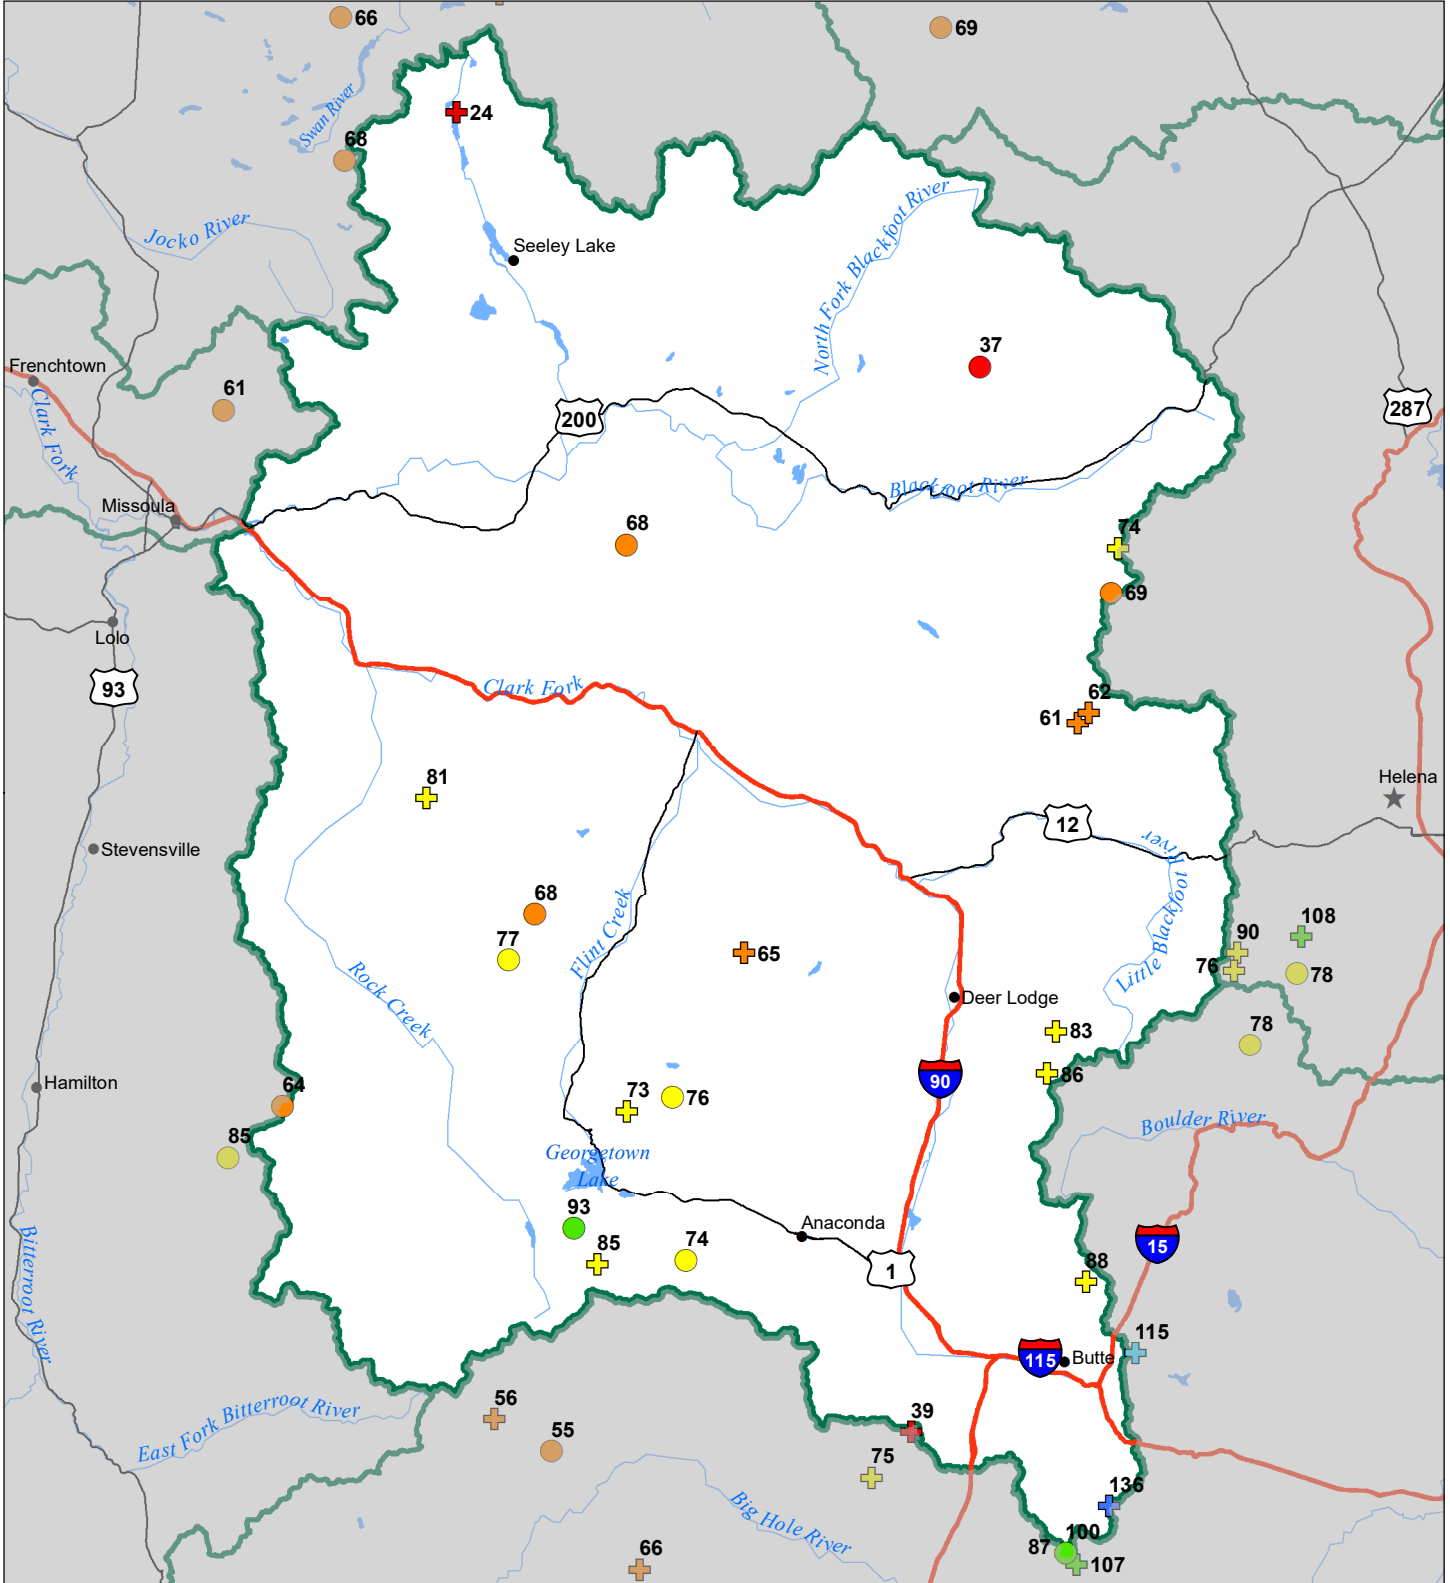 66
69
24
Swan River
68
Jocko River
Seeley Lake
North Fork Blackfoot River
37
Frenchtown
61
Clark Fork
200
287
Missoula
Blackfoot River
68
74
69
Lolo
93
Clark Fork
62
61
81
Helena
12
Stevensville
Little Blackfoot River
68
Flint Creek
77
65
90
108
76
78
Rock Creek
Deer Lodge
83
78
90
86
Hamilton
64
73
76
Boulder River
85
Georgetown
Lake
93
85
74
Anaconda
1
15
88
Bitterroot River
115
115
Butte
East Fork Bitterroot River
56
55
39
75
136
Big Hole River
100
87
107
66